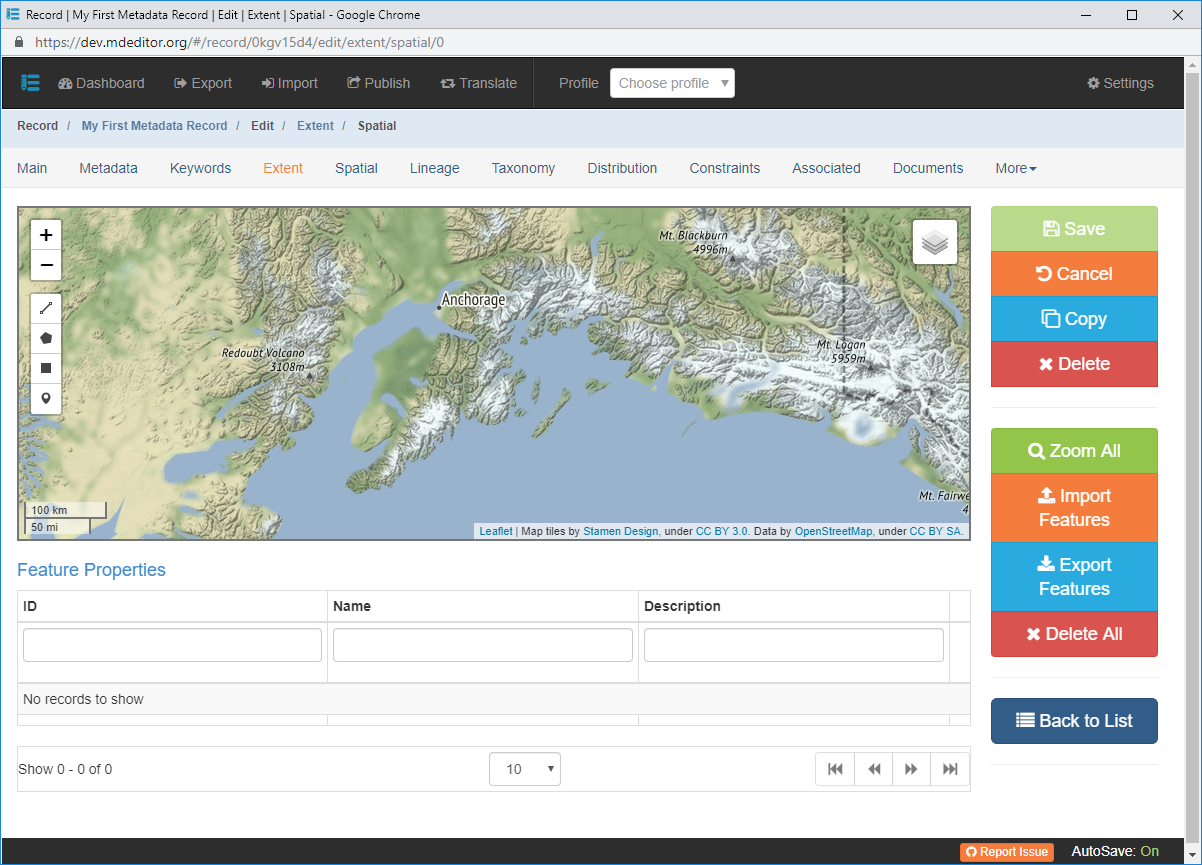 Record | My First Metadata Record | Edit | Extent | Spatial - Google Chrome
https://dev.mdeditor.org/#/record/0kgv15d4/edit/extent/spatial/0
Dashboard Export Import Publish Translate Profile Choose profile Settings
Record / My First Metadata Record / Edit / Extent / Spatial
Main Metadata Keywords Extent Spatial Lineage Taxonomy Distribution Constraints Associated Documents More
+
−
Mt. Blackburn
4996m
Anchorage
Redoubt Volcano
3108m
Mt. Logan
5959m
Mt. Fairwe
4
100 km
50 mi
Leaflet | Map tiles by Stamen Design, under CC BY 3.0. Data by OpenStreetMap, under CC BY SA.
Save
Cancel
Copy
Delete
Zoom All
Import
Features
Export
Features
Delete All
Back to List
Feature Properties
ID Name Description
No records to show
Show 0 - 0 of 0 10
Report Issue AutoSave: On